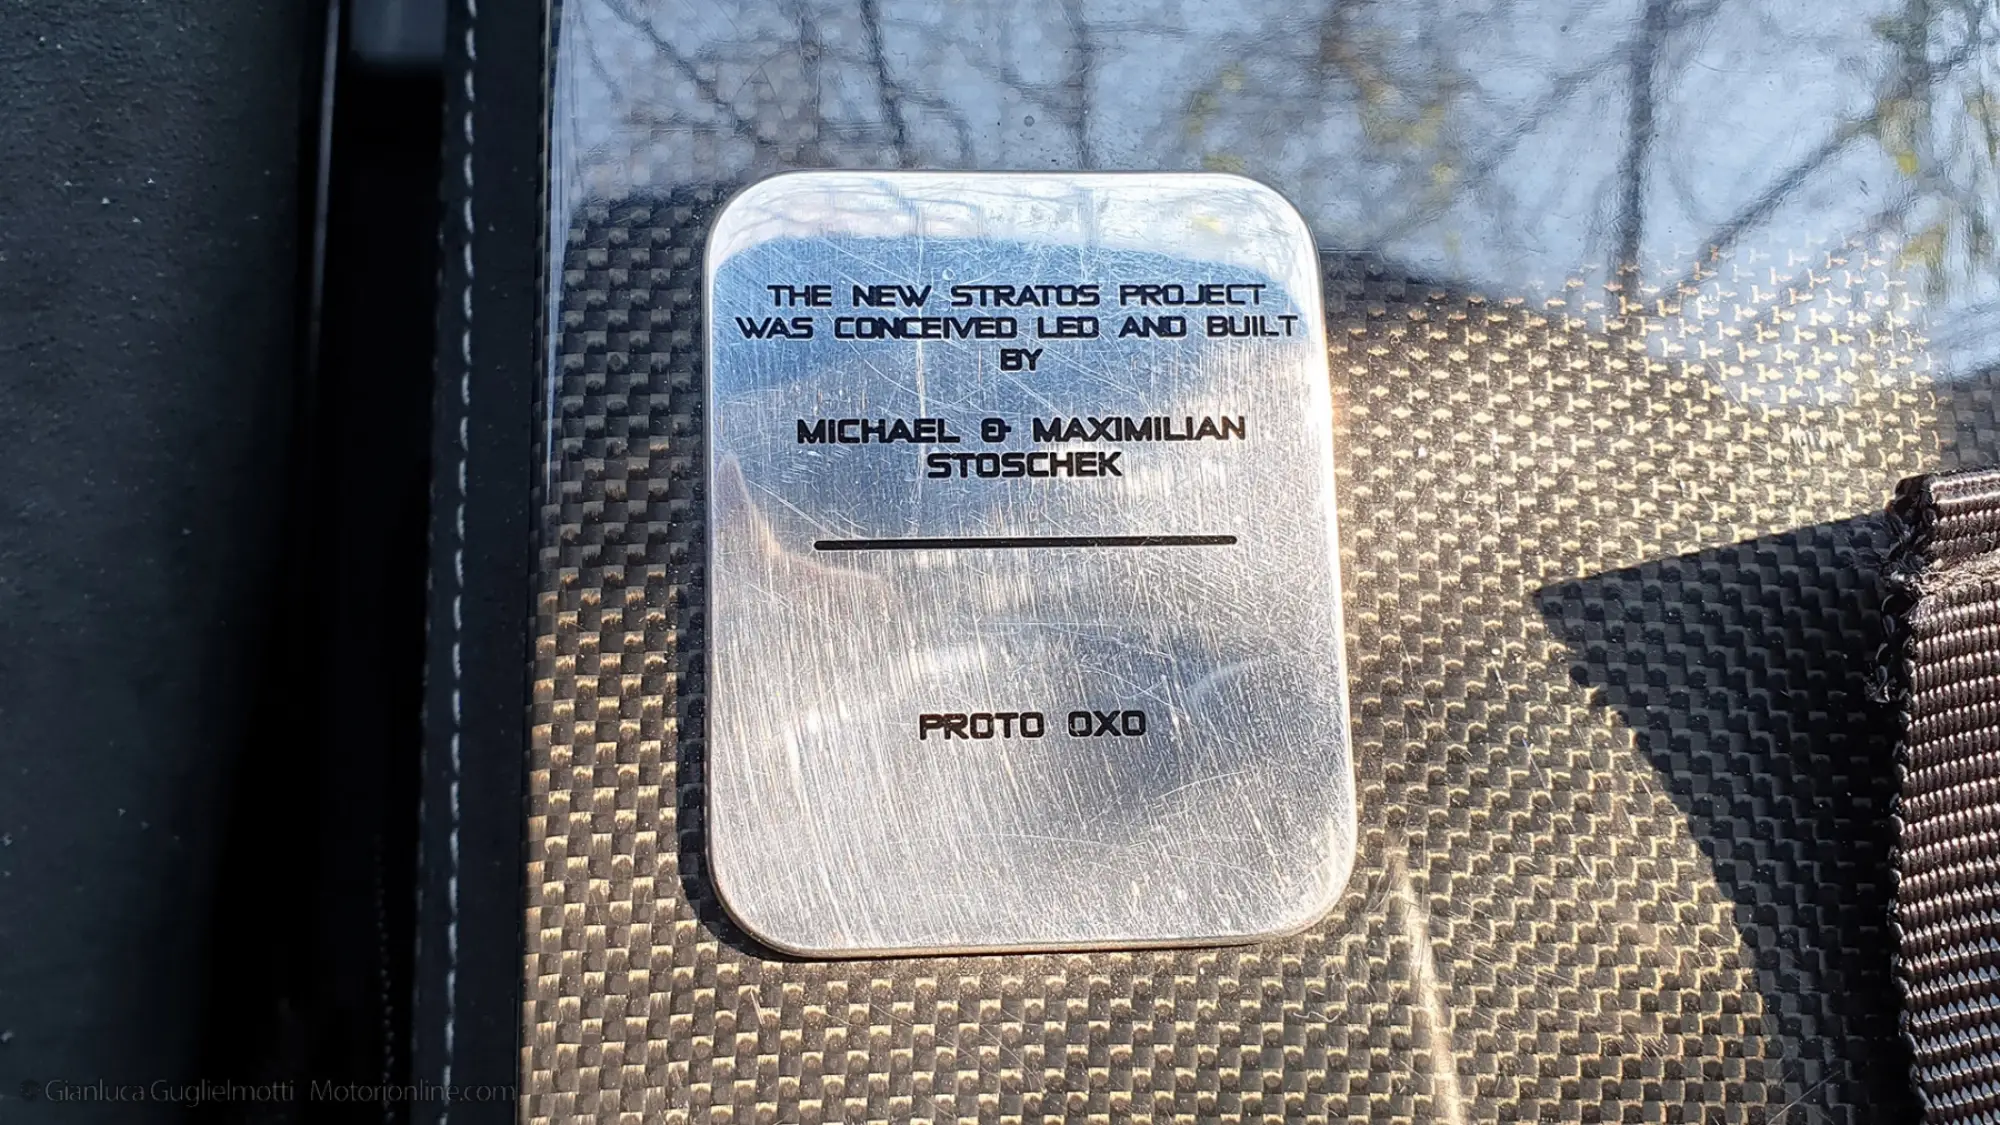 THE NEW STRATOS PROJECT
WAS CONCEIVED LED AND BUILT
BY
MICHAEL & MAXIMILIAN
STOSCHEK
PROTO 0X0
© Gianluca Guglielmotti Motorionline.com